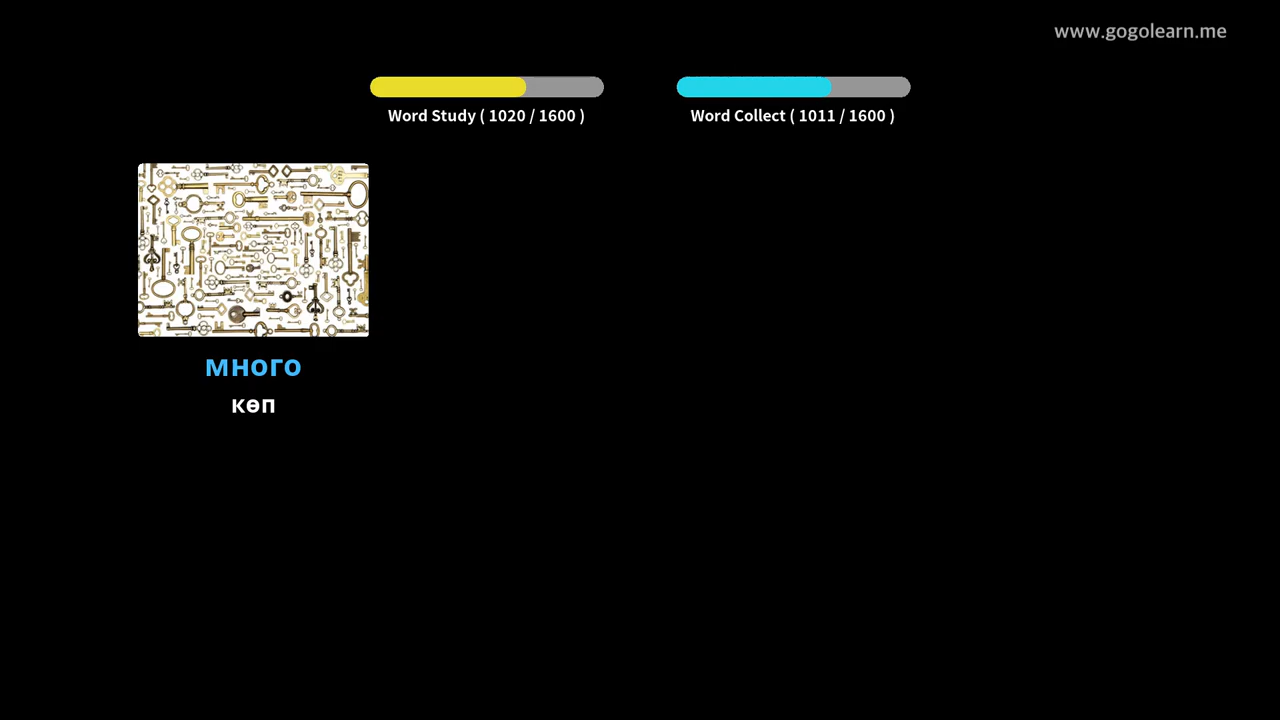 www.gogolearn.me
Word Study ( 1020 / 1600 )
Word Collect ( 1011 / 1600 )
много
көп